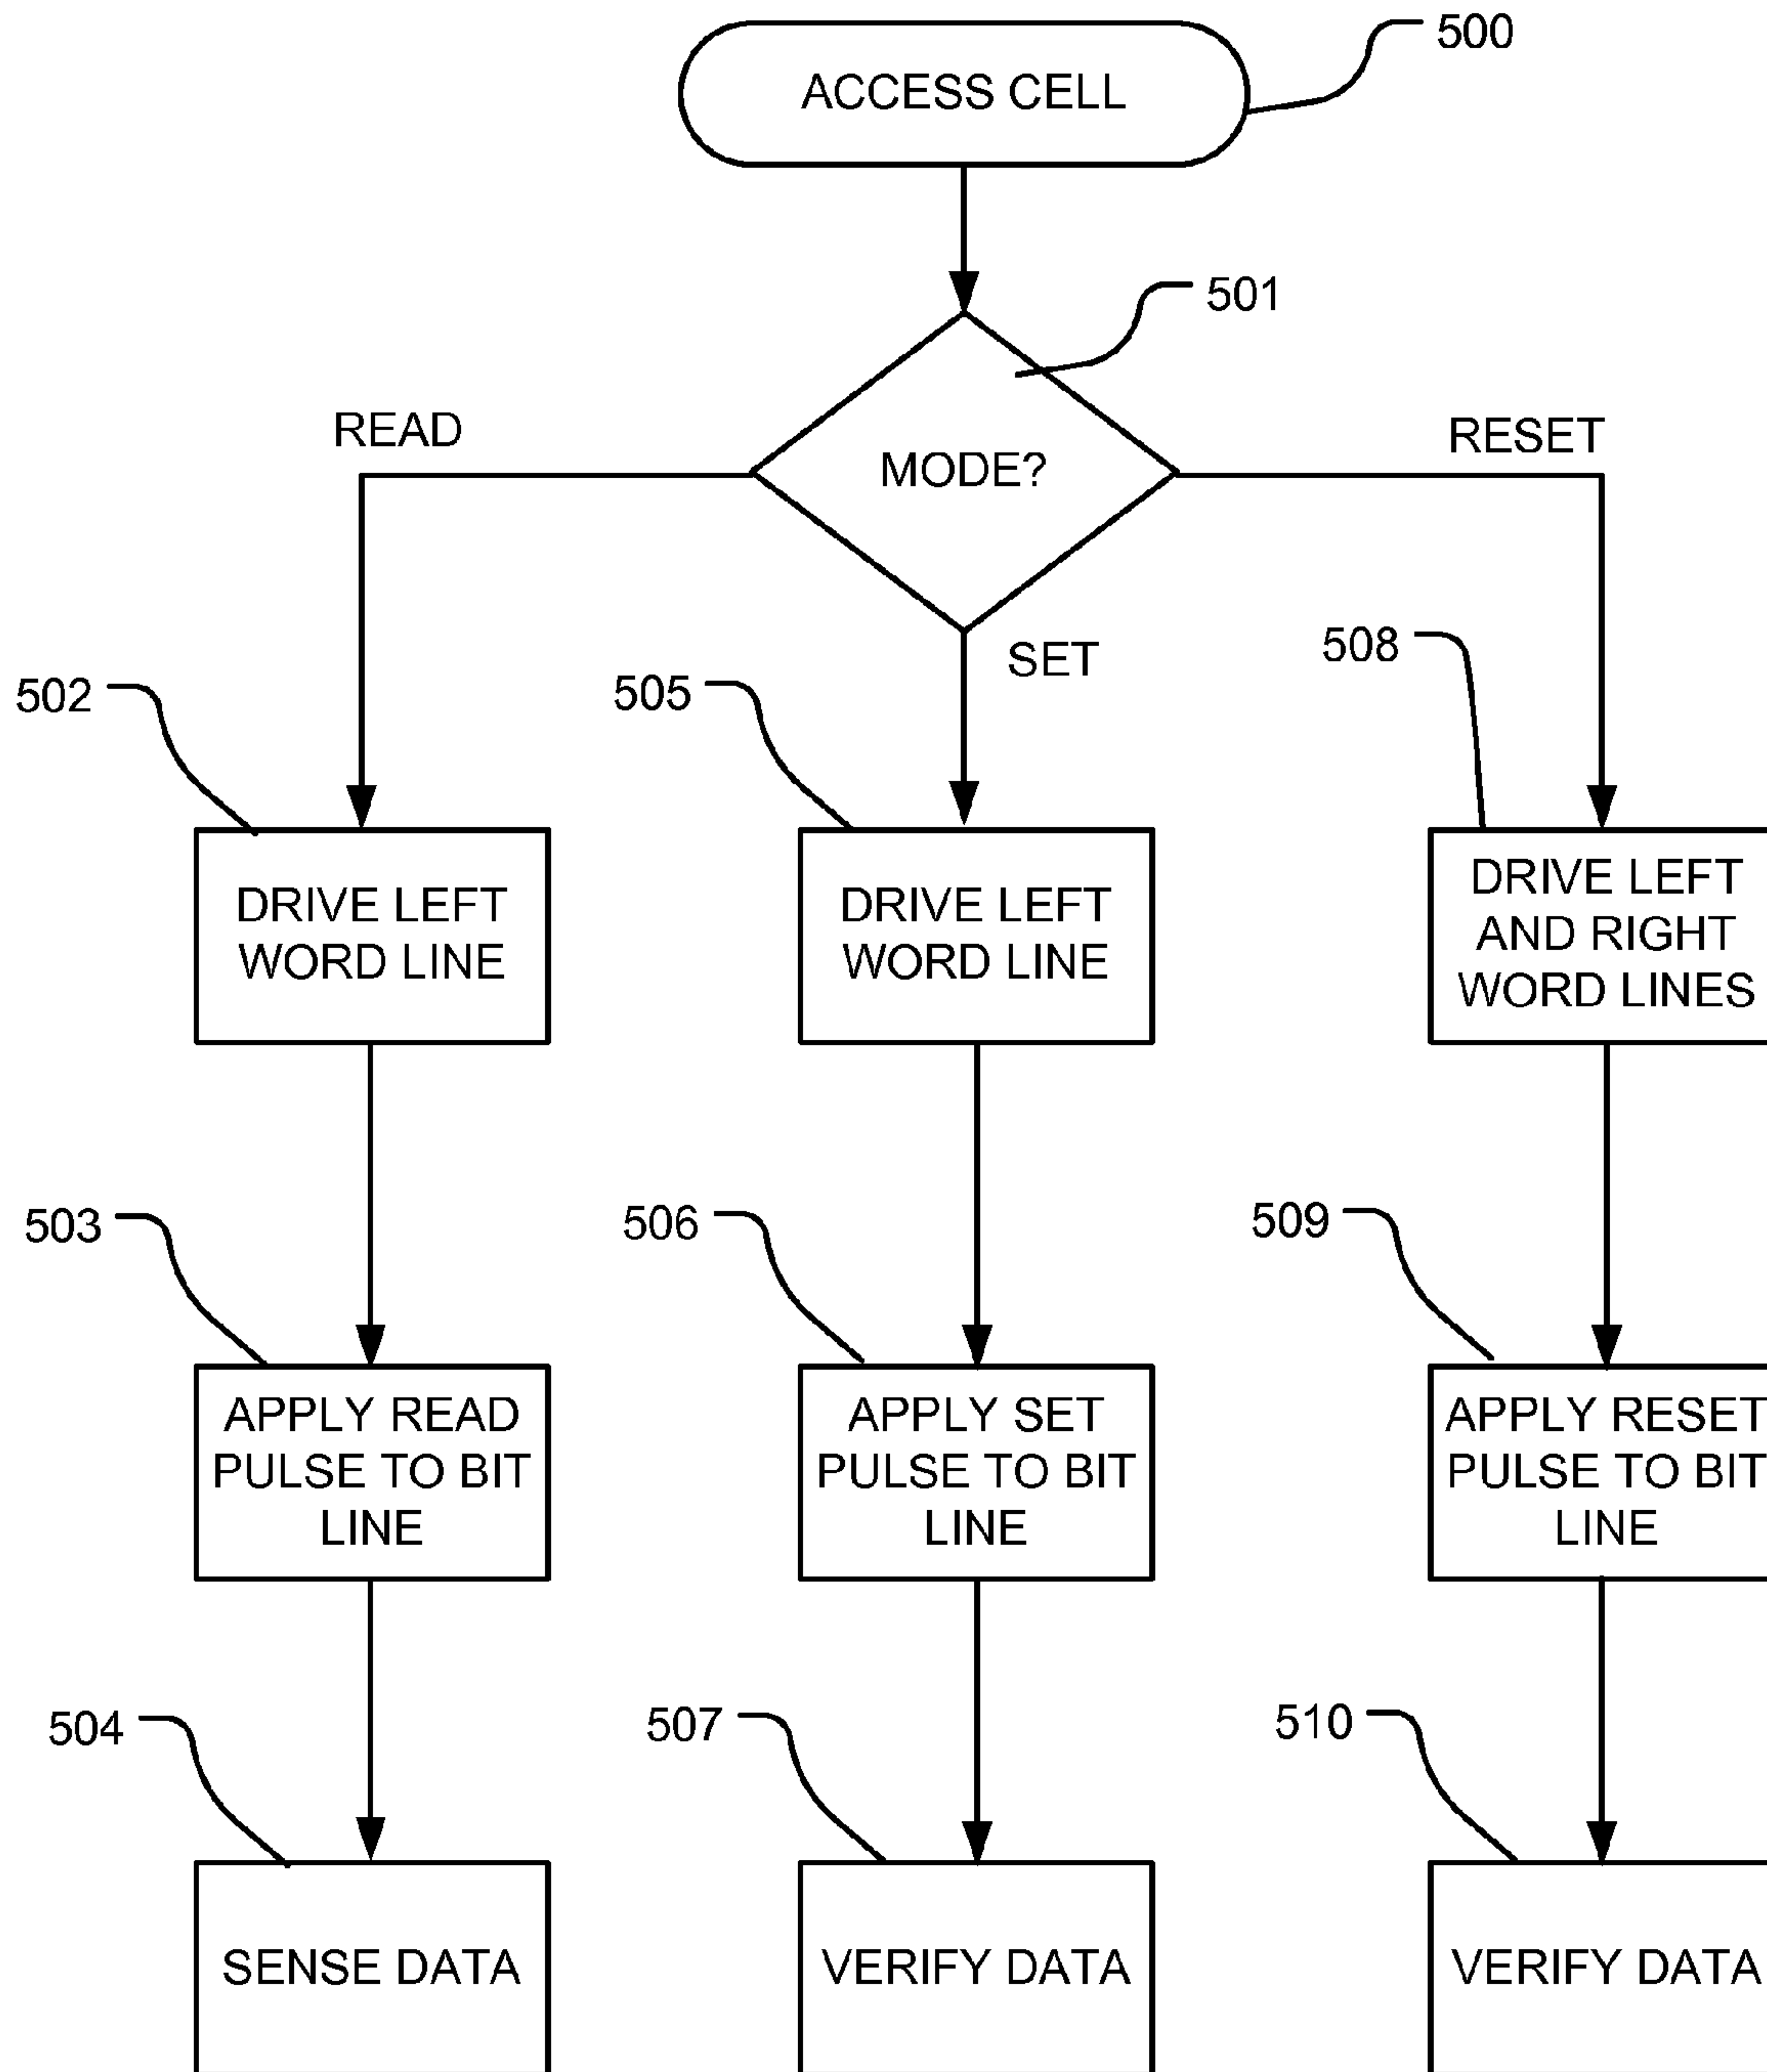 500
ACCESS CELL
501
MODE?
READ
RESET
SET
502
DRIVE LEFT
WORD LINE
505
DRIVE LEFT
WORD LINE
508
DRIVE LEFT
AND RIGHT
WORD LINES
503
APPLY READ
PULSE TO BIT
LINE
506
APPLY SET
PULSE TO BIT
LINE
509
APPLY RESET
PULSE TO BIT
LINE
504
SENSE DATA
507
VERIFY DATA
510
VERIFY DATA